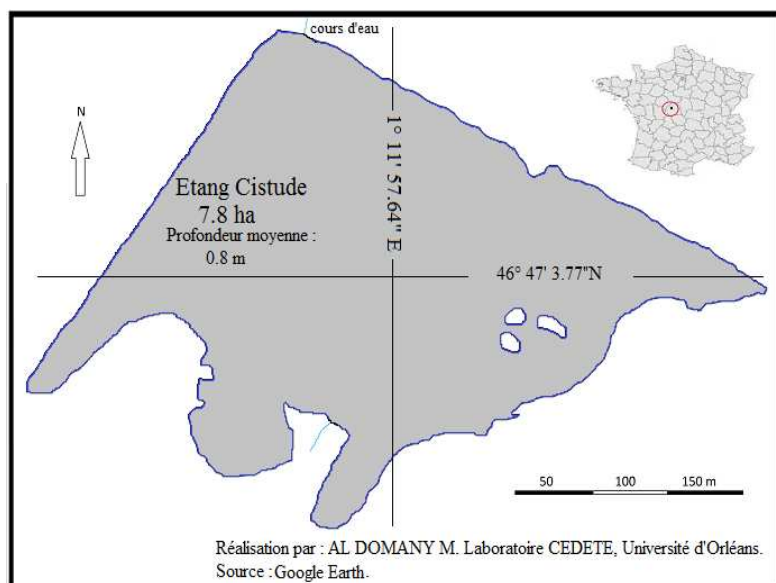 cours d'eau
N
1° 11' 57.64" E
Etang Cistude
7.8 ha
Profondeur moyenne :
0.8 m
46° 47' 3.77"N
50 100 150 m
Réalisation par : AL DOMANY M. Laboratoire CEDETE, Université d'Orléans.
Source : Google Earth.